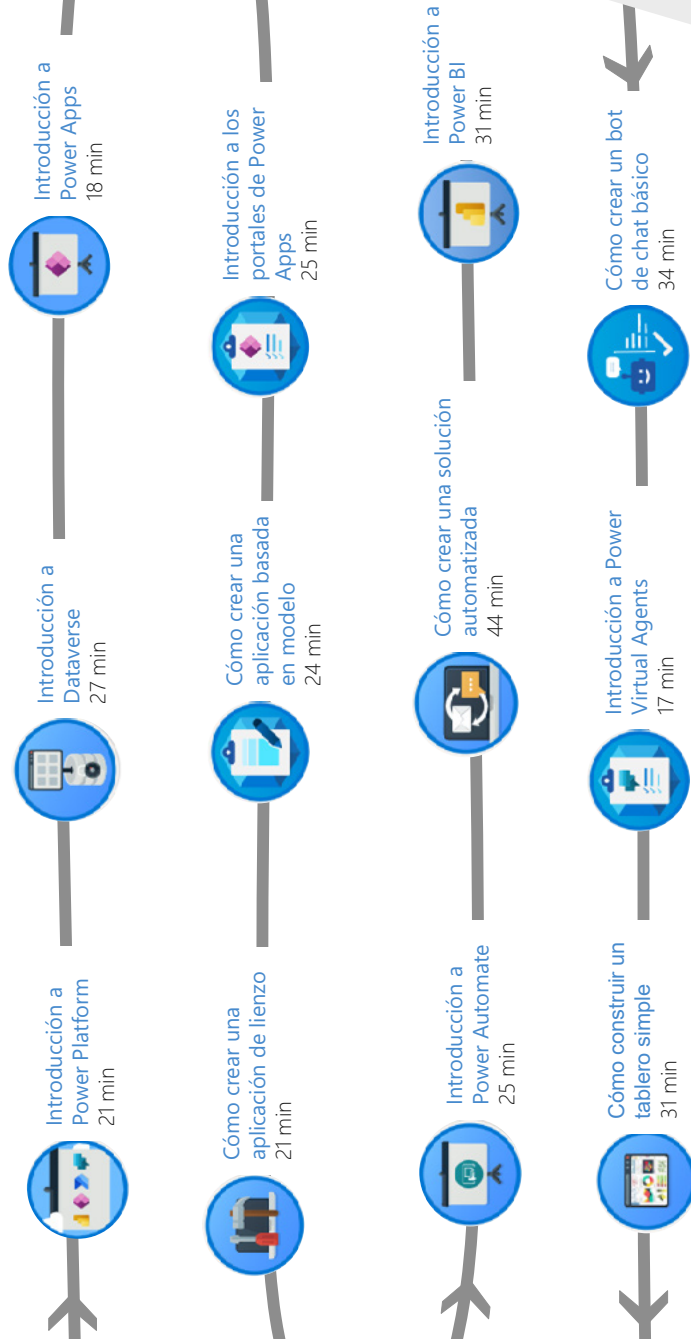 Introducción a
Power Platform
21 min
Introducción a
Dataverse
27 min
Introducción a
Power Apps
18 min
Cómo crear una
aplicación de lienzo
21 min
Cómo crear una
aplicación basada
en modelo
24 min
Introducción a los
portales de Power
Apps
25 min
Introducción a
Power Automate
25 min
Cómo crear una solución
automatizada
44 min
Introducción a
Power BI
31 min
Cómo construir un
tablero simple
31 min
Introducción a Power
Virtual Agents
17 min
Cómo crear un bot
de chat básico
34 min